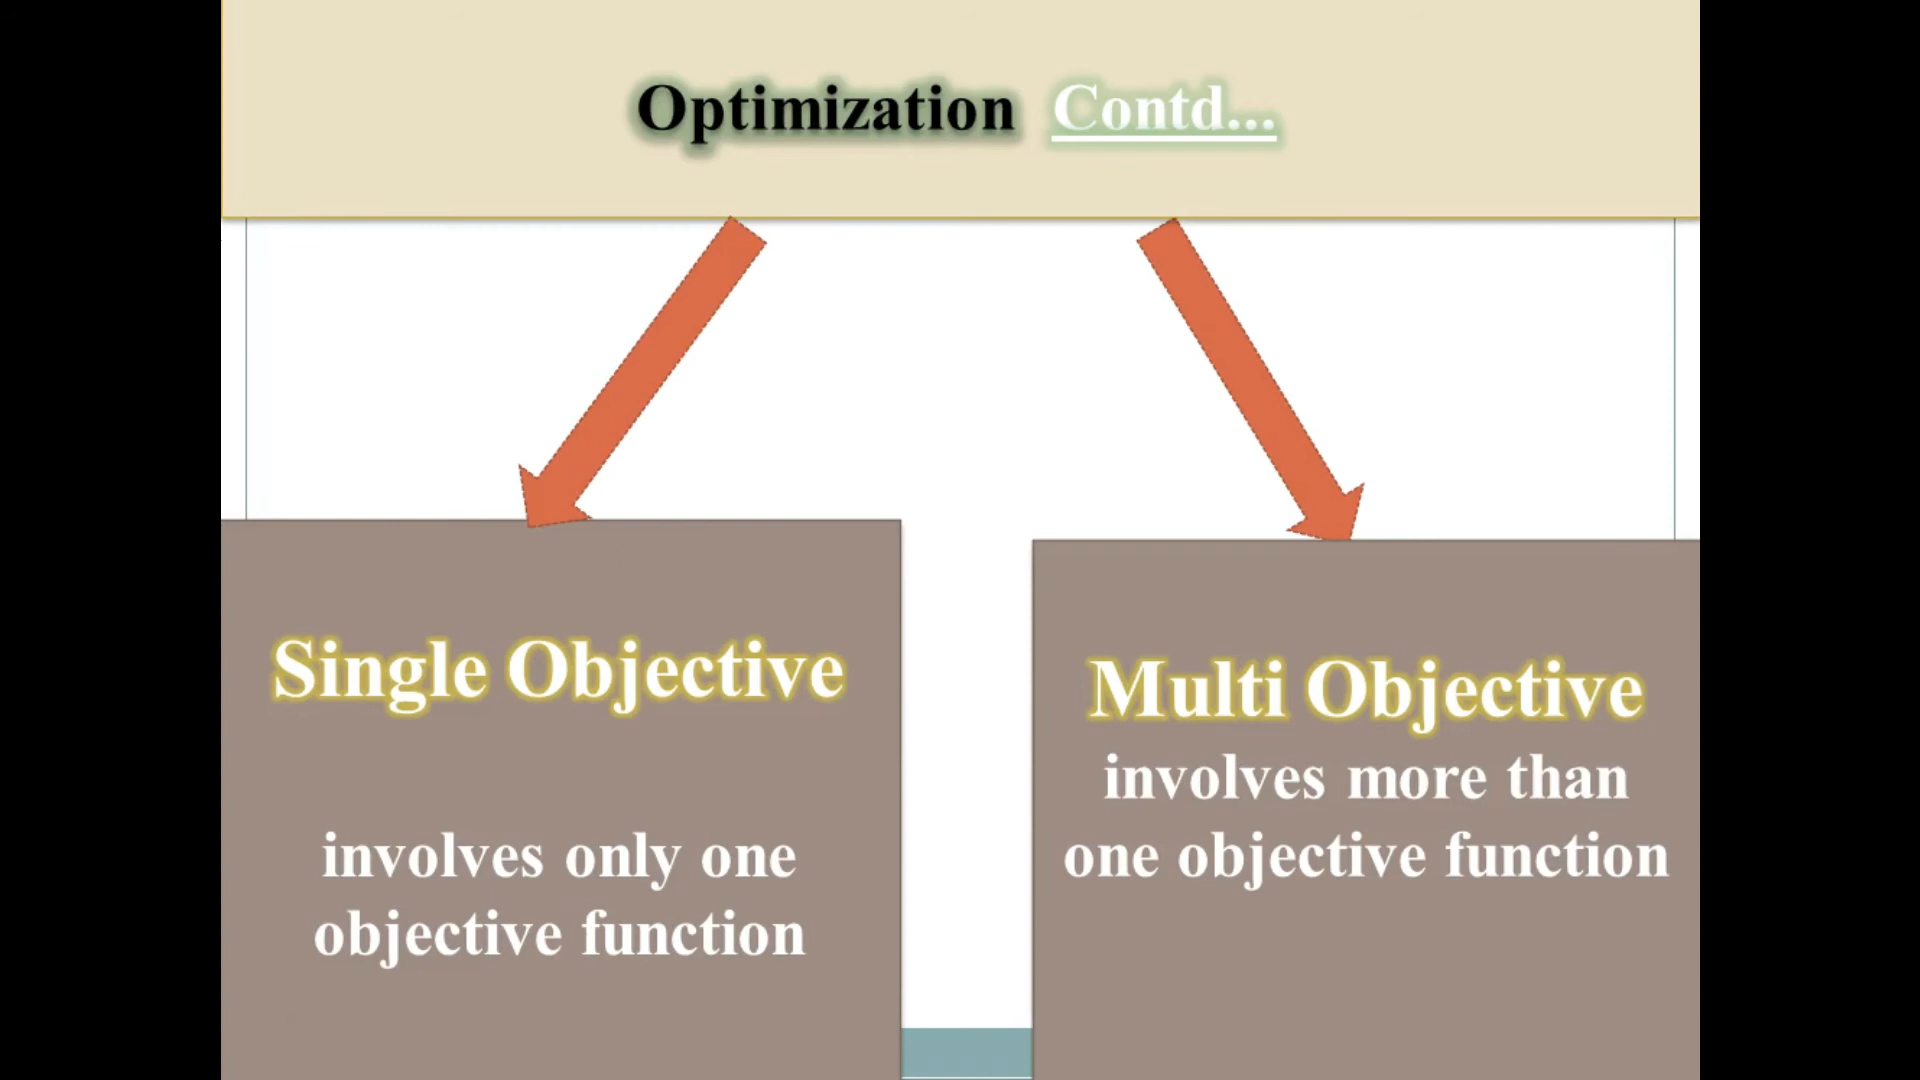 Optimization Contd...
Single Objective
involves only one
objective function
Multi Objective
involves more than
one objective function